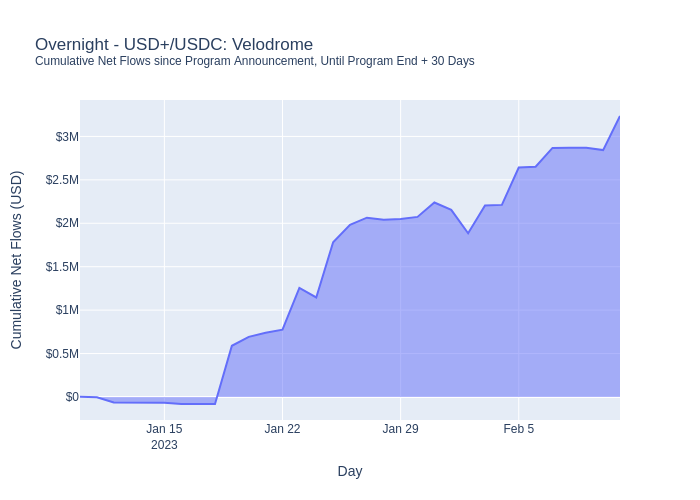 Overnight - USD+/USDC: Velodrome
Cumulative Net Flows since Program Announcement, Until Program End + 30 Days
Cumulative Net Flows (USD)
$3M
$2.5M
$2M
$1.5M
$1M
$0.5M
$0
Jan 15
2023
Jan 22
Jan 29
Feb 5
Day